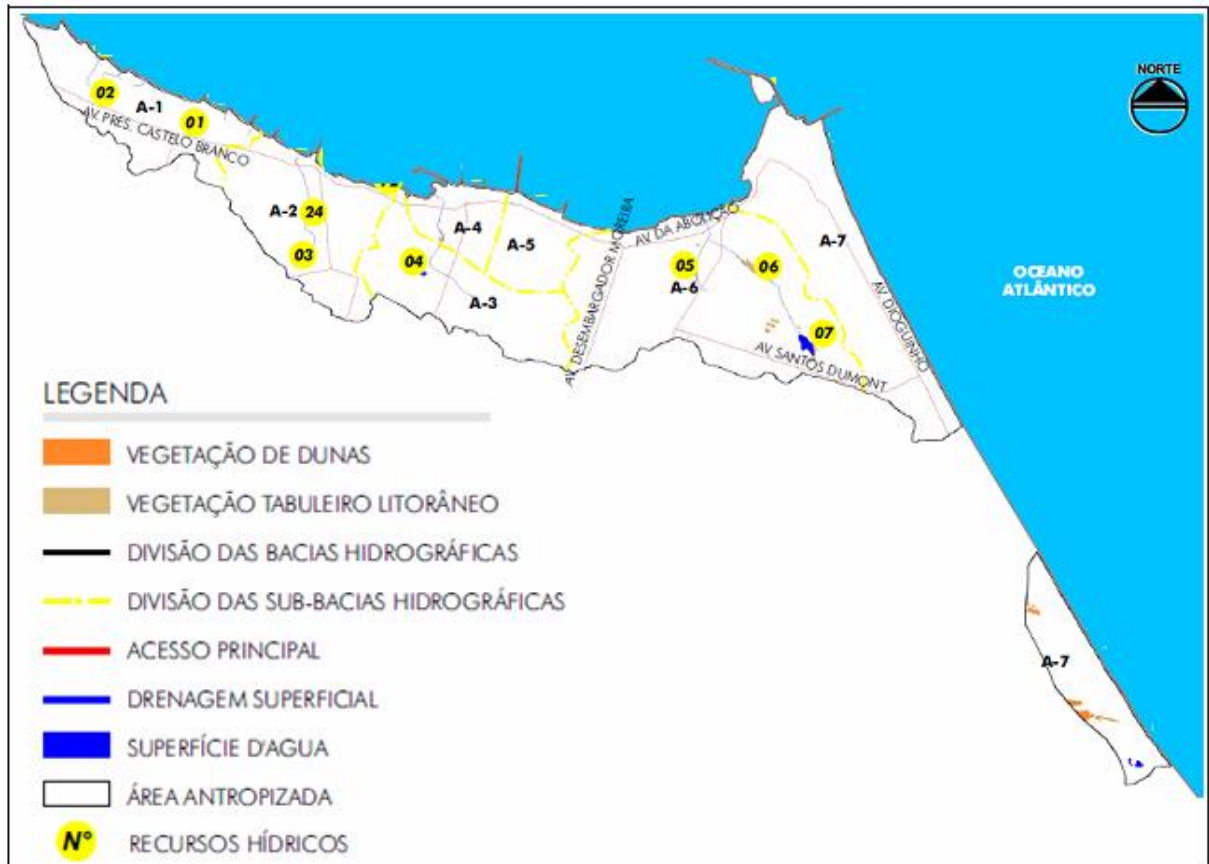 NORTE
02
A-1
01
AV. PRES. CASTELO BRANCO
A-2
24
03
04
A-4
A-5
A-3
AV. DESEMBARGADOR MOREIRA
AV. DA ABOLIÇÃO
05
A-6
06
07
A-7
AV. DIOGUINHO
AV. SANTOS DUMONT
OCEANO
ATLÂNTICO
A-7
LEGENDA
VEGETAÇÃO DE DUNAS
VEGETAÇÃO TABULEIRO LITORÂNEO
DIVISÃO DAS BACIAS HIDROGRÁFICAS
DIVISÃO DAS SUB-BACIAS HIDROGRÁFICAS
ACESSO PRINCIPAL
DRENAGEM SUPERFICIAL
SUPERFÍCIE D'AGUA
ÁREA ANTROPIZADA
Nº RECURSOS HÍDRICOS